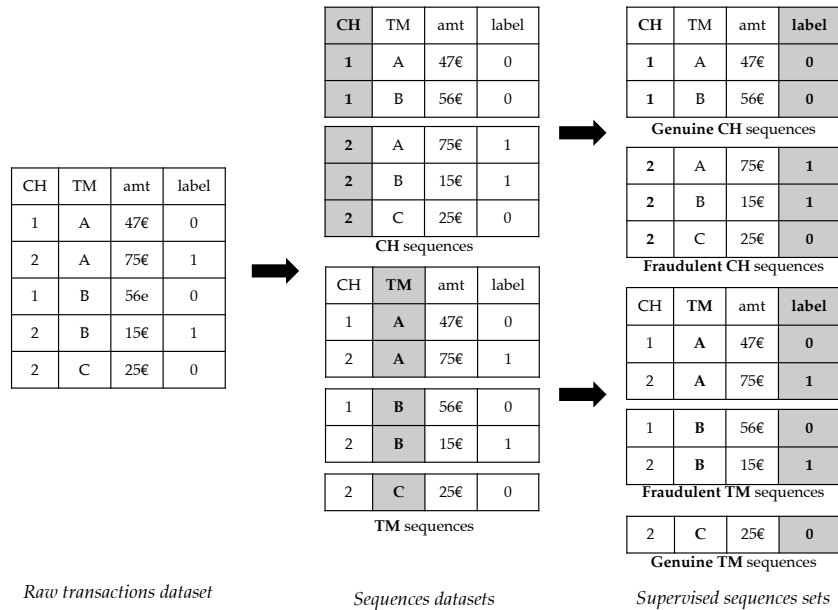 CH TM amt label
1 A 47€ 0
2 A 75€ 1
1 B 56e 0
2 B 15€ 1
2 C 25€ 0
Raw transactions dataset
CH TM amt label
1 A 47€ 0
1 B 56€ 0
2 A 75€ 1
2 B 15€ 1
2 C 25€ 0
CH sequences
CH TM amt label
1 A 47€ 0
2 A 75€ 1
1 B 56€ 0
2 B 15€ 1
2 C 25€ 0
TM sequences
Sequences datasets
CH TM amt label
1 A 47€ 0
1 B 56€ 0
Genuine CH sequences
2 A 75€ 1
2 B 15€ 1
2 C 25€ 0
Fraudulent CH sequences
CH TM amt label
1 A 47€ 0
2 A 75€ 1
1 B 56€ 0
2 B 15€ 1
Fraudulent TM sequences
2 C 25€ 0
Genuine TM sequences
Supervised sequences sets